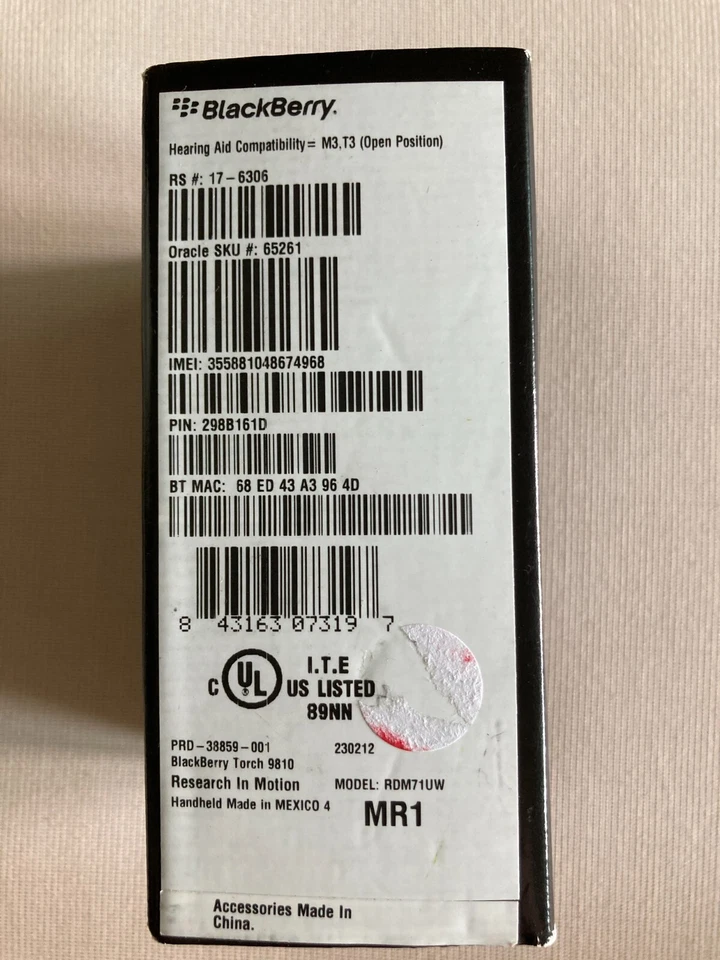 BlackBerry.
Hearing Aid Compatibility= M3,T3 (Open Position)
RS #: 17-6306
Oracle SKU #: 65261
IMEI: 355881048674968
PIN: 298B161D
BT MAC: 68 ED 43 A3 96 4D
8 43163 07319 7
C UL US LISTED
I.T.E
89NN
PRD-38859-001 230212
BlackBerry Torch 9810
Research In Motion MODEL: RDM71UW
Handheld Made in MEXICO 4 MR1
Accessories Made In
China.